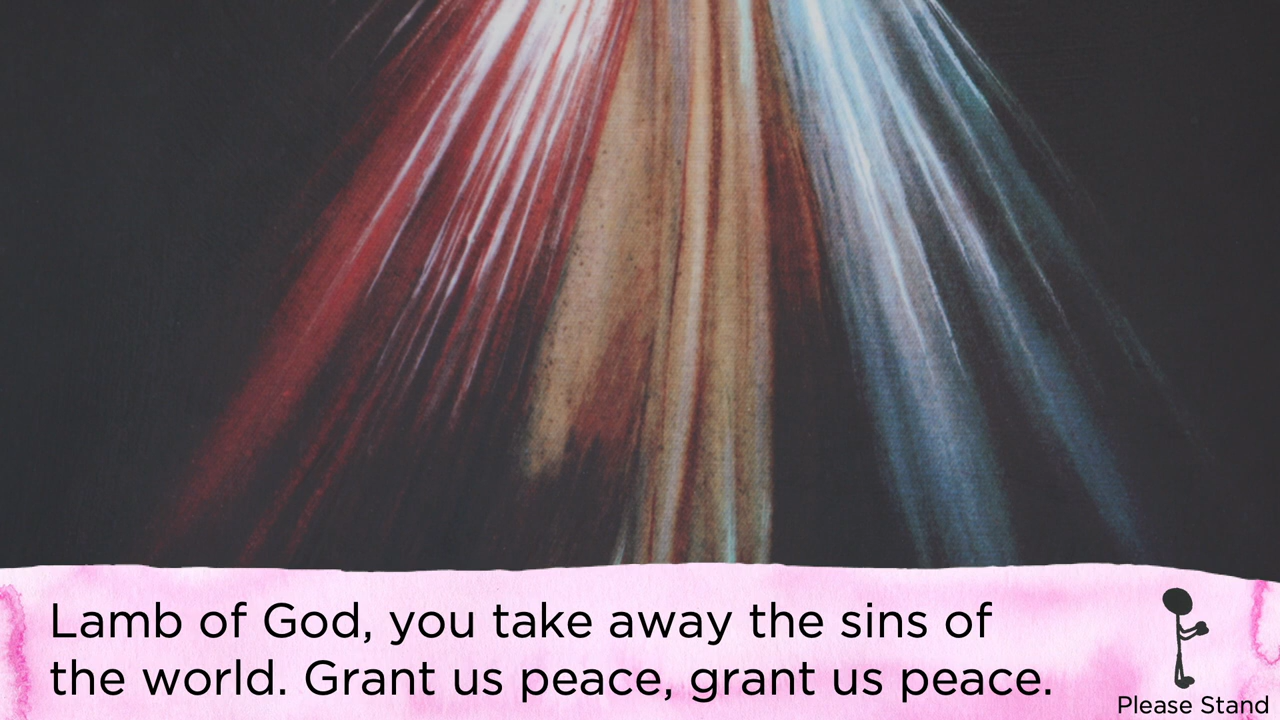 Lamb of God, you take away the sins of
the world. Grant us peace, grant us peace.
Please Stand